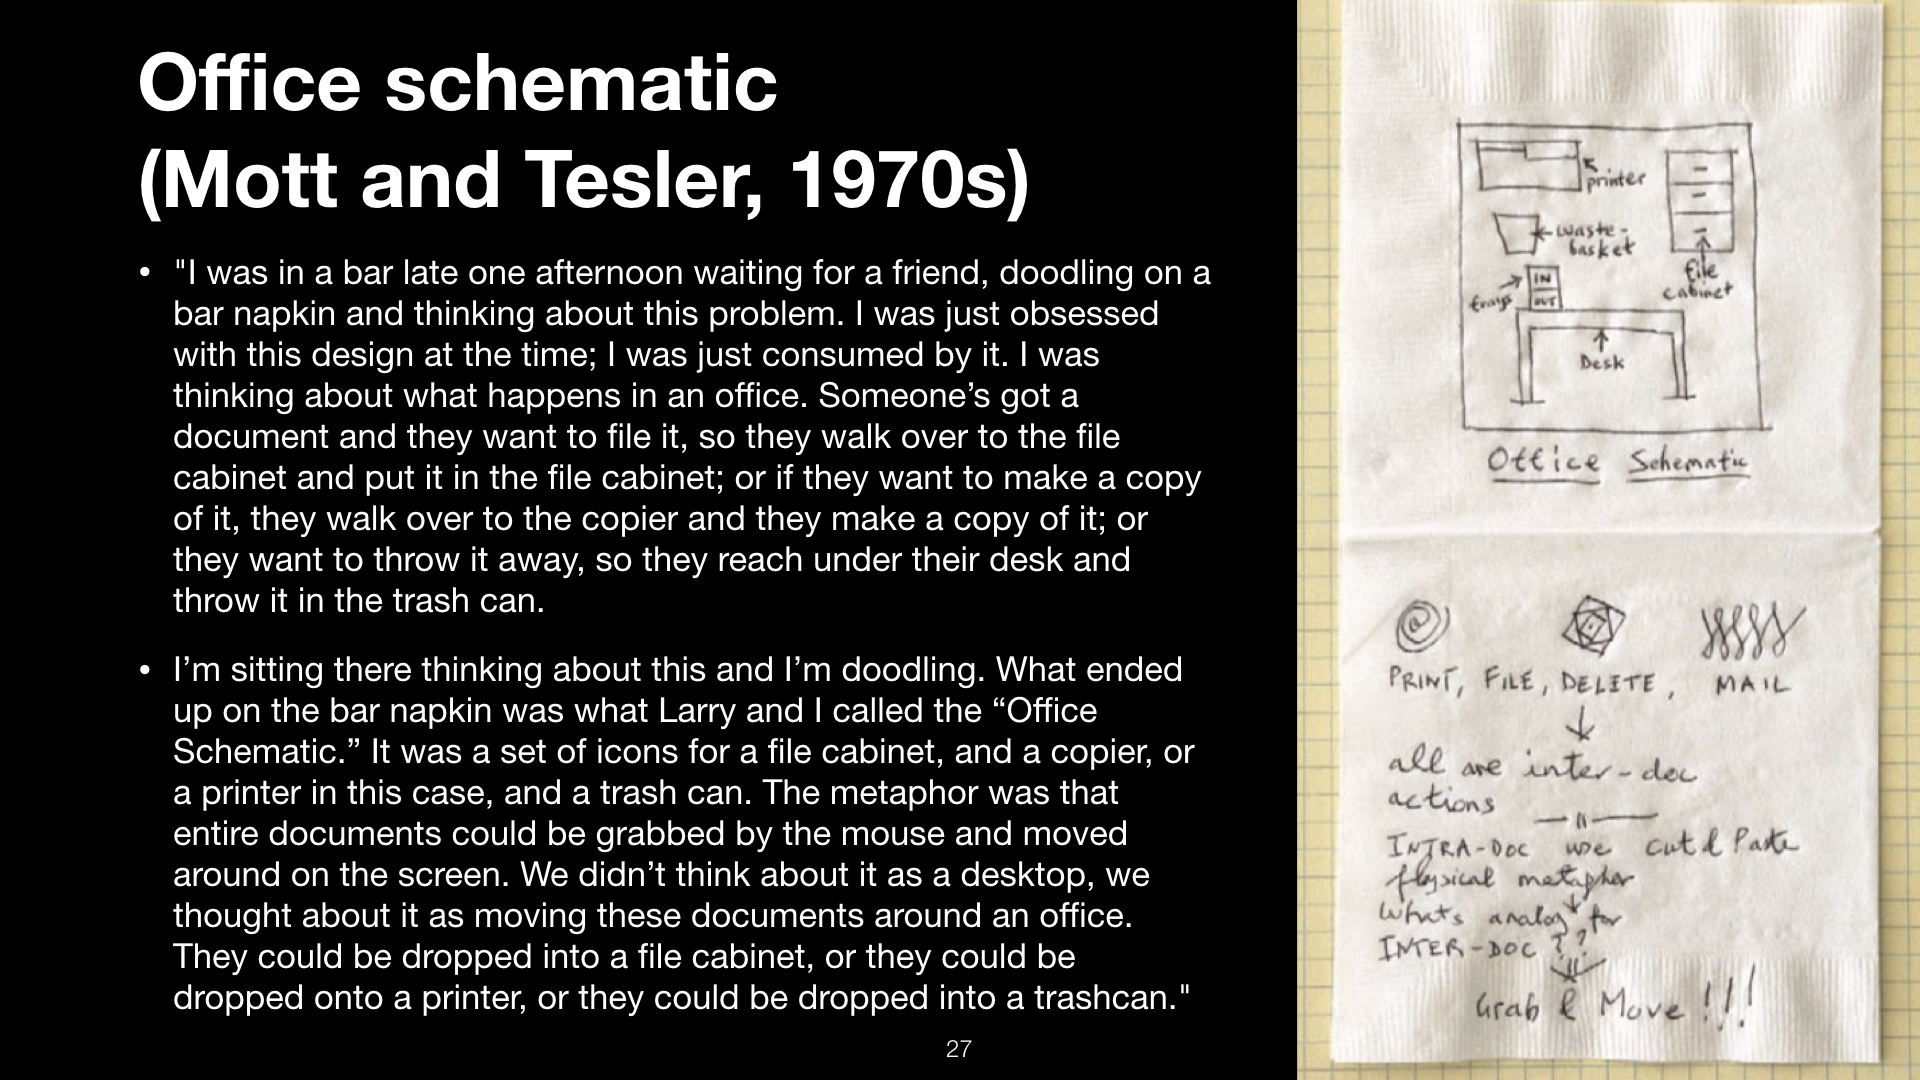 Office schematic
(Mott and Tesler, 1970s)
• "I was in a bar late one afternoon waiting for a friend, doodling on a
bar napkin and thinking about this problem. I was just obsessed
with this design at the time; I was just consumed by it. I was
thinking about what happens in an office. Someone’s got a
document and they want to file it, so they walk over to the file
cabinet and put it in the file cabinet; or if they want to make a copy
of it, they walk over to the copier and they make a copy of it; or
they want to throw it away, so they reach under their desk and
throw it in the trash can.
• I’m sitting there thinking about this and I’m doodling. What ended
up on the bar napkin was what Larry and I called the “Office
Schematic.” It was a set of icons for a file cabinet, and a copier, or
a printer in this case, and a trash can. The metaphor was that
entire documents could be grabbed by the mouse and moved
around on the screen. We didn’t think about it as a desktop, we
thought about it as moving these documents around an office.
They could be dropped into a file cabinet, or they could be
dropped onto a printer, or they could be dropped into a trashcan."
27
printer
waste-
basket
file
cabinet
trays
IN
OUT
Desk
Office Schematic
@
PRINT, FILE, DELETE, MAIL
all are inter-doc
actions
INTRA-DOC we cut & Paste
physical metaphor
whats analog for
INTER-DOC ??
Grab & Move!!!